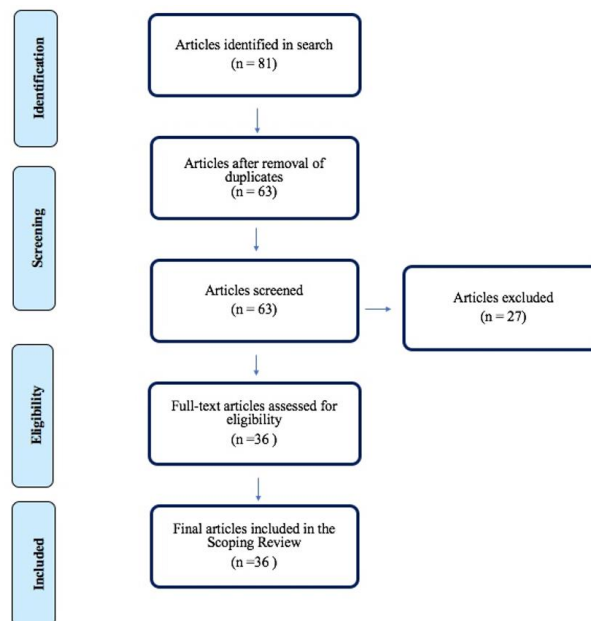 Identification
Articles identified in search
(n = 81)
Articles after removal of
duplicates
(n = 63)
Screening
Articles screened
(n = 63)
Articles excluded
(n = 27)
Eligibility
Full-text articles assessed for
eligibility
(n =36 )
Included
Final articles included in the
Scoping Review
(n =36 )